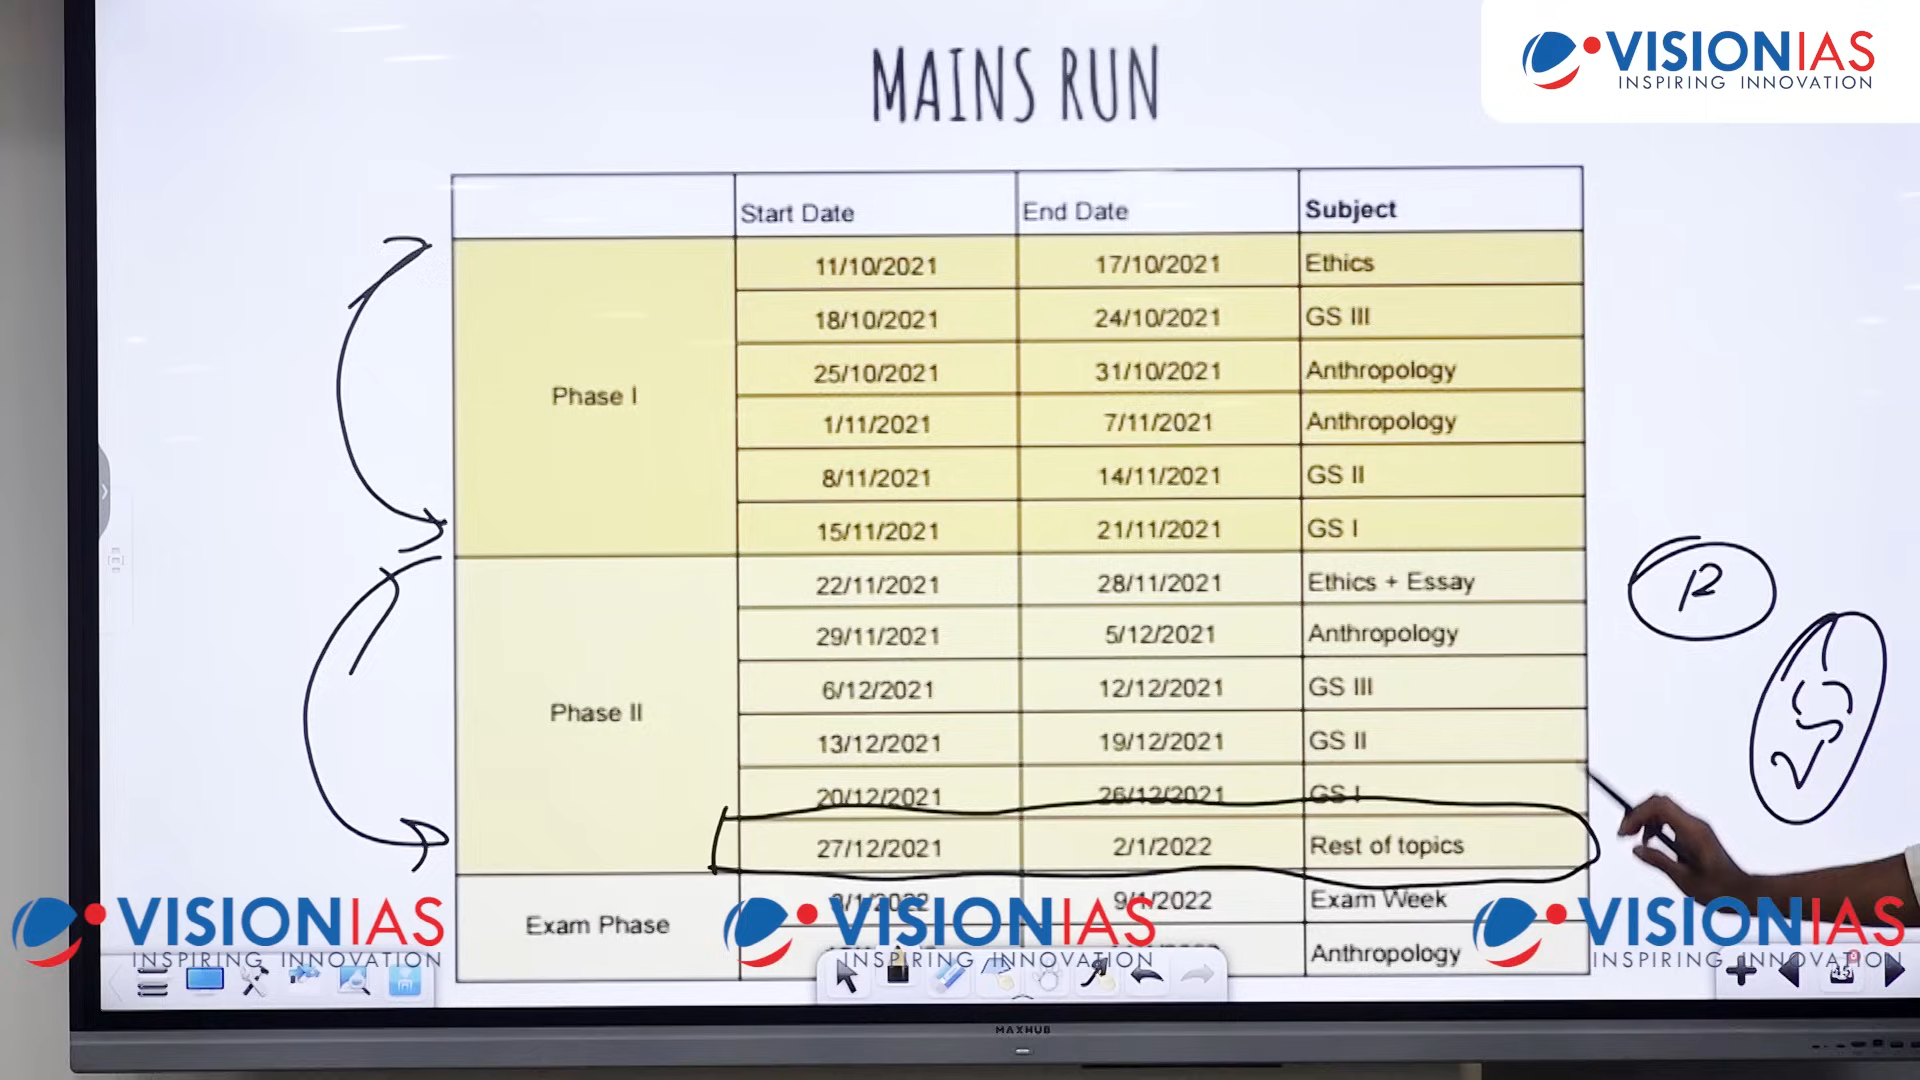 VISIONIAS
INSPIRING INNOVATION
MAINS RUN
Start Date End Date Subject
Phase I
11/10/2021 17/10/2021 Ethics
18/10/2021 24/10/2021 GS III
25/10/2021 31/10/2021 Anthropology
1/11/2021 7/11/2021 Anthropology
8/11/2021 14/11/2021 GS II
15/11/2021 21/11/2021 GS I
Phase II
22/11/2021 28/11/2021 Ethics + Essay
29/11/2021 5/12/2021 Anthropology
6/12/2021 12/12/2021 GS III
13/12/2021 19/12/2021 GS II
20/12/2021 26/12/2021 GS I
27/12/2021 2/1/2022 Rest of topics
Exam Phase
3/1/2022 9/1/2022 Exam Week
Anthropology
VISIONIAS
INSPIRING INNOVATION
VISIONIAS
INSPIRING INNOVATION
VISIONIAS
INSPIRING INNOVATION
MAXHUB